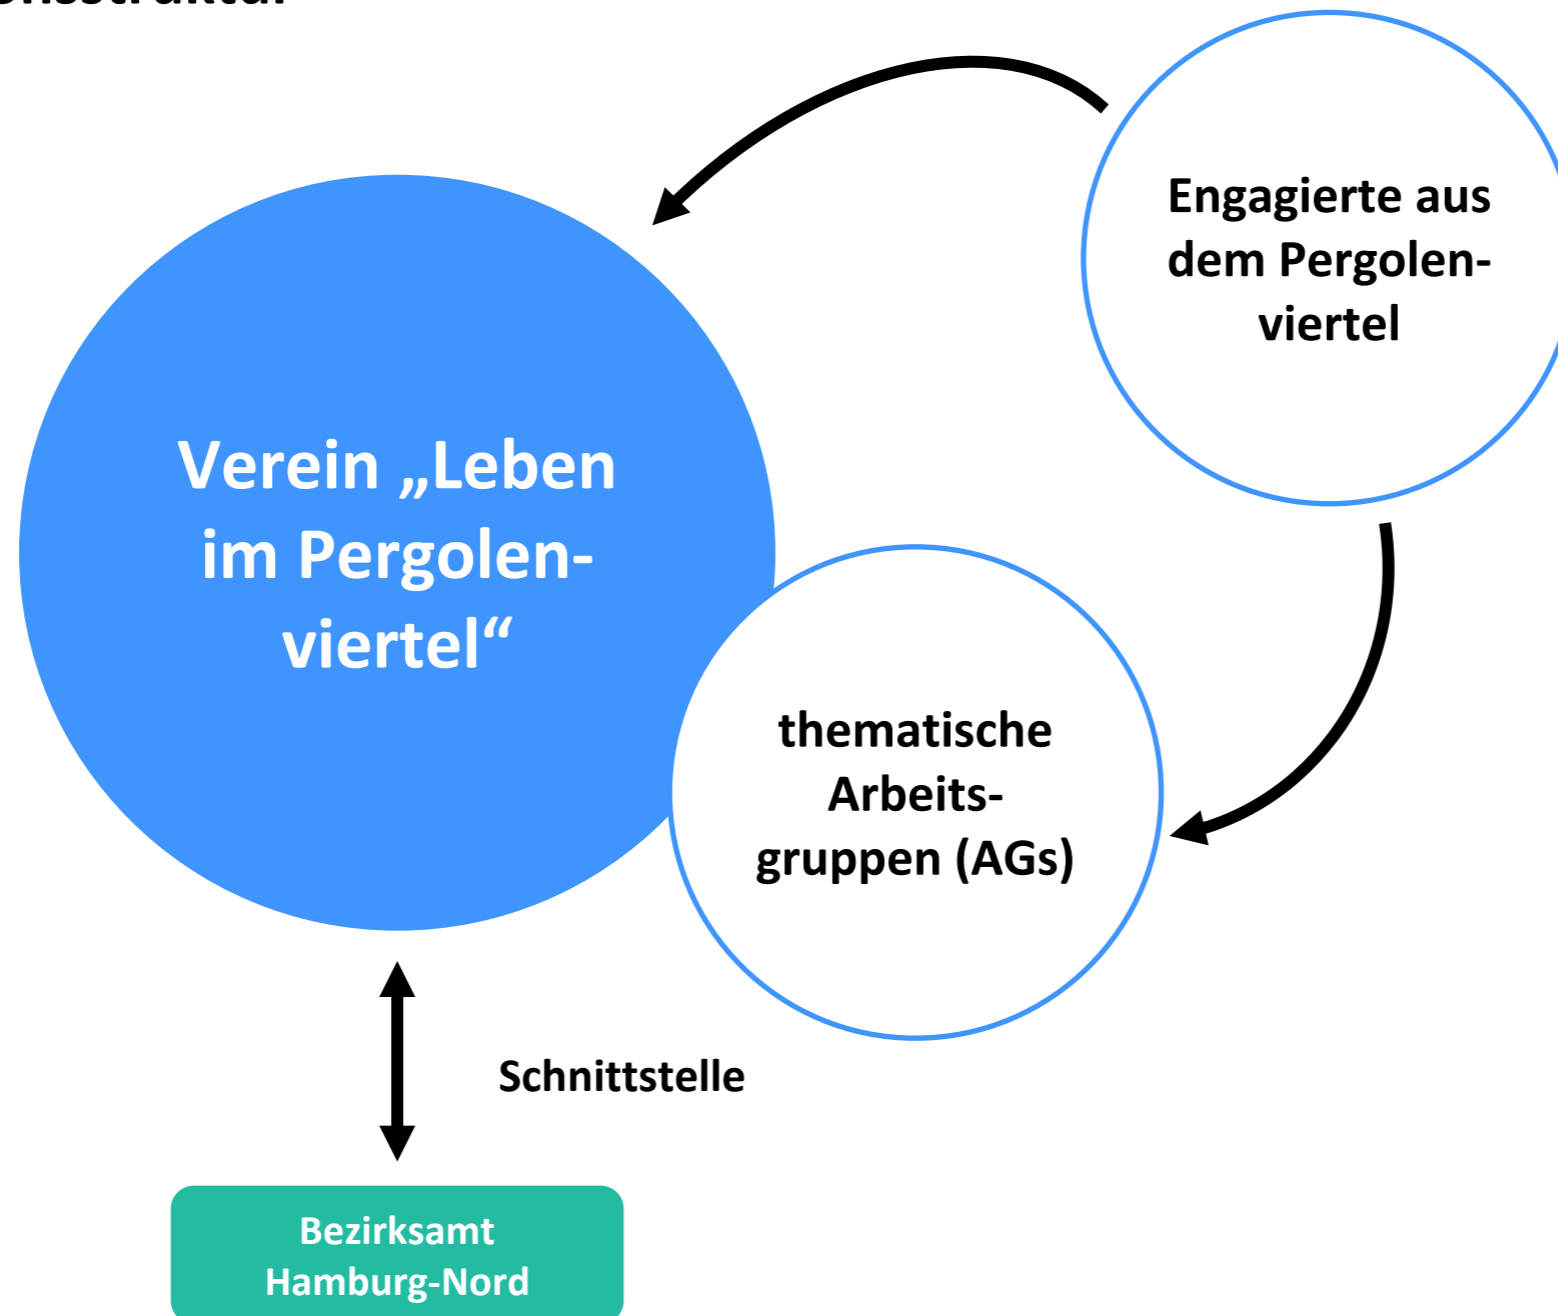 Engagierte aus
dem Pergolen-
viertel
Verein „Leben
im Pergolen-
viertel“
thematische
Arbeits-
gruppen (AGs)
Schnittstelle
Bezirksamt
Hamburg-Nord